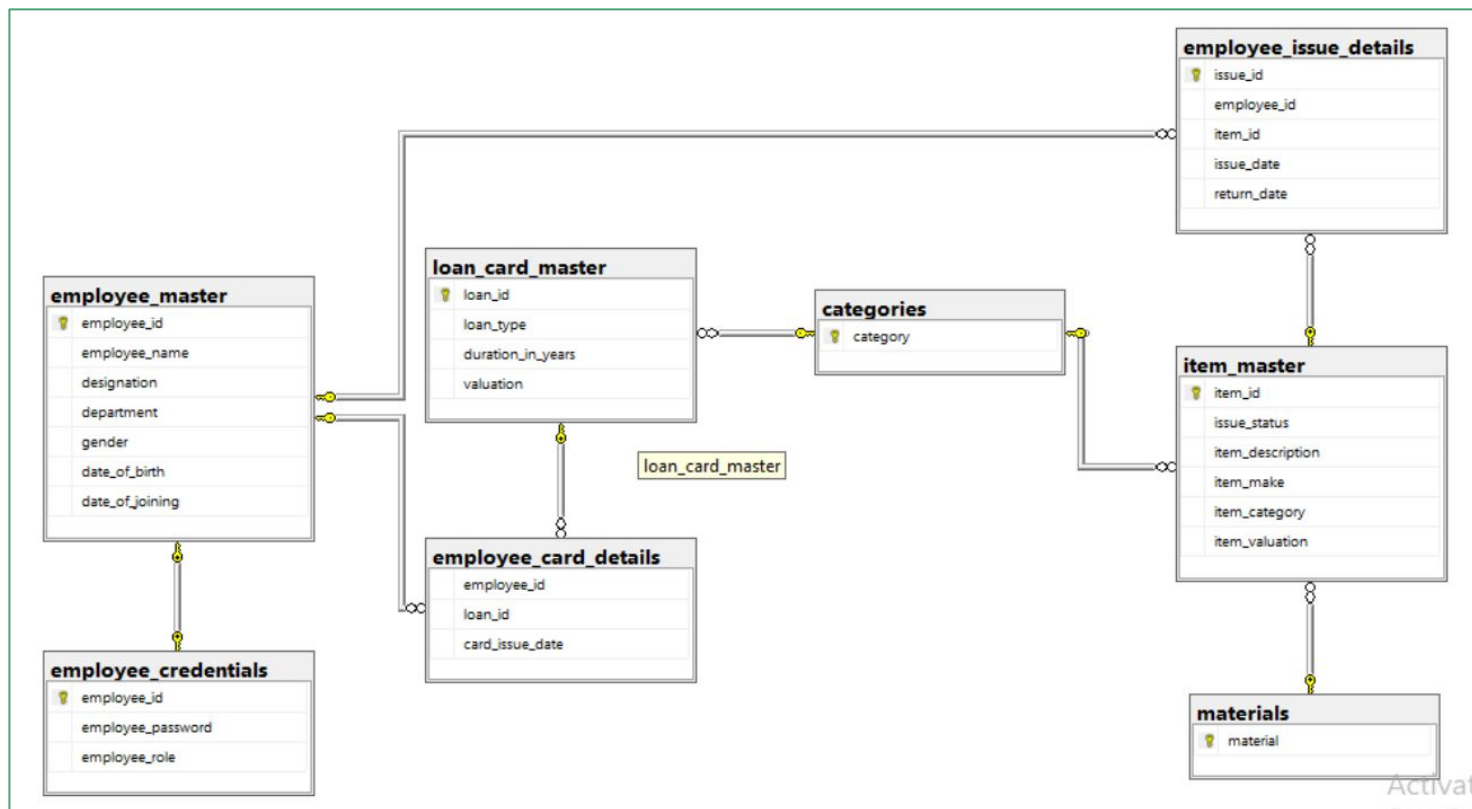 employee_issue_details
issue_id
employee_id
item_id
issue_date
return_date
loan_card_master
loan_id
loan_type
duration_in_years
valuation
employee_master
employee_id
employee_name
designation
department
gender
date_of_birth
date_of_joining
categories
category
item_master
item_id
issue_status
item_description
item_make
item_category
item_valuation
loan_card_master
employee_card_details
employee_id
loan_id
card_issue_date
employee_credentials
employee_id
employee_password
employee_role
materials
material
Activat